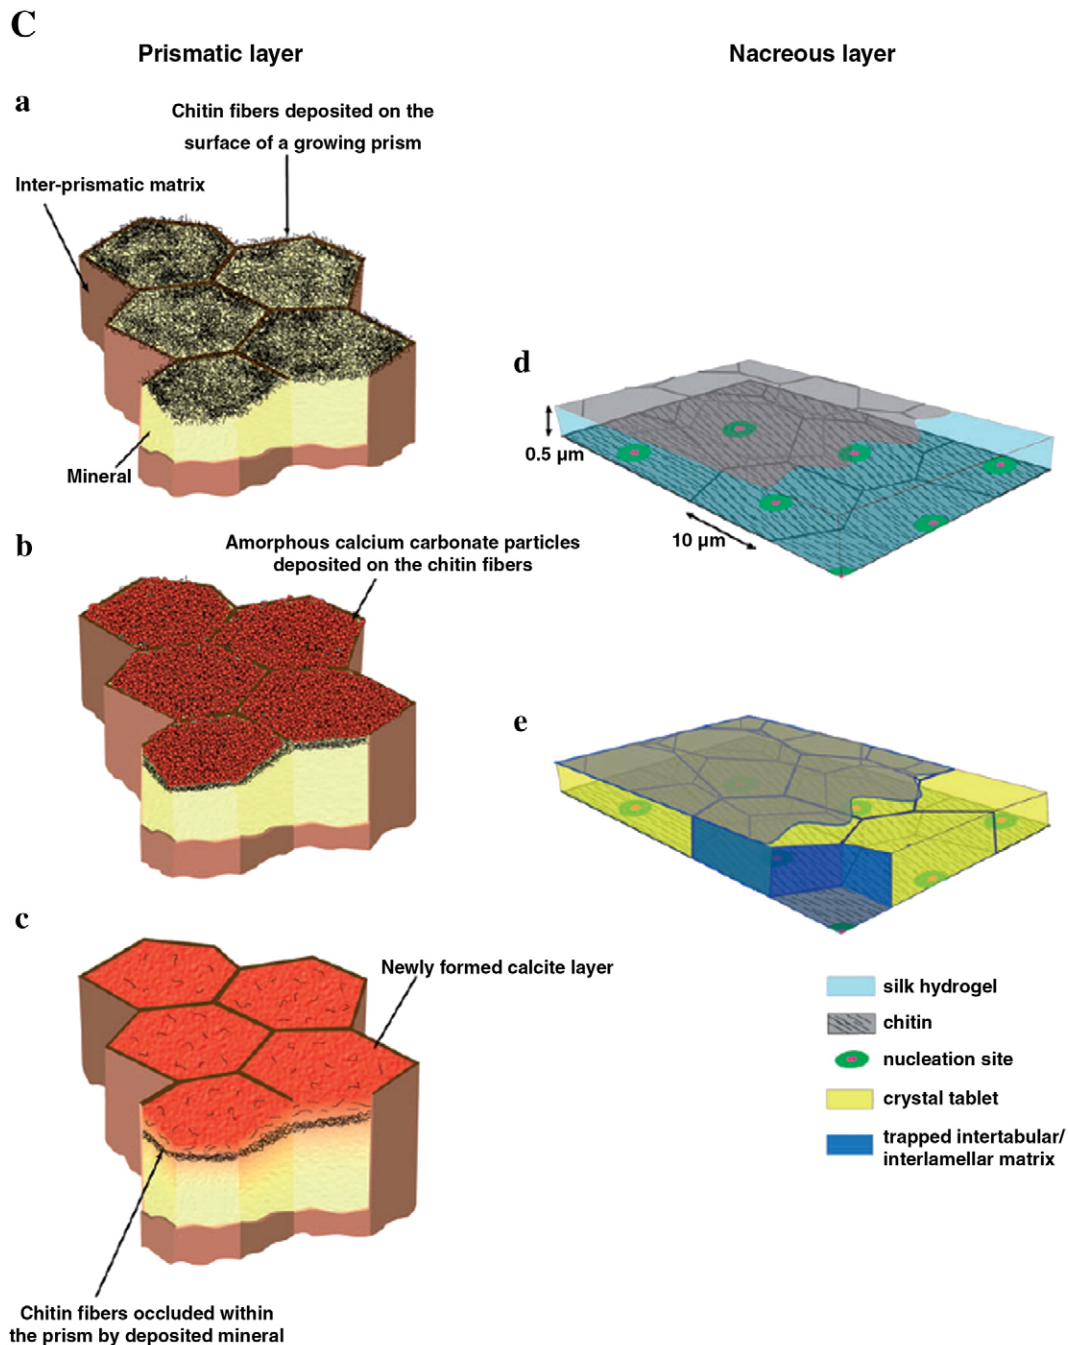 C
Prismatic layer
Nacreous layer
a
Chitin fibers deposited on the
surface of a growing prism
Inter-prismatic matrix
Mineral
b
Amorphous calcium carbonate particles
deposited on the chitin fibers
c
Newly formed calcite layer
Chitin fibers occluded within
the prism by deposited mineral
d
0.5 µm
10 µm
e
silk hydrogel
chitin
nucleation site
crystal tablet
trapped intertabular/
interlamellar matrix